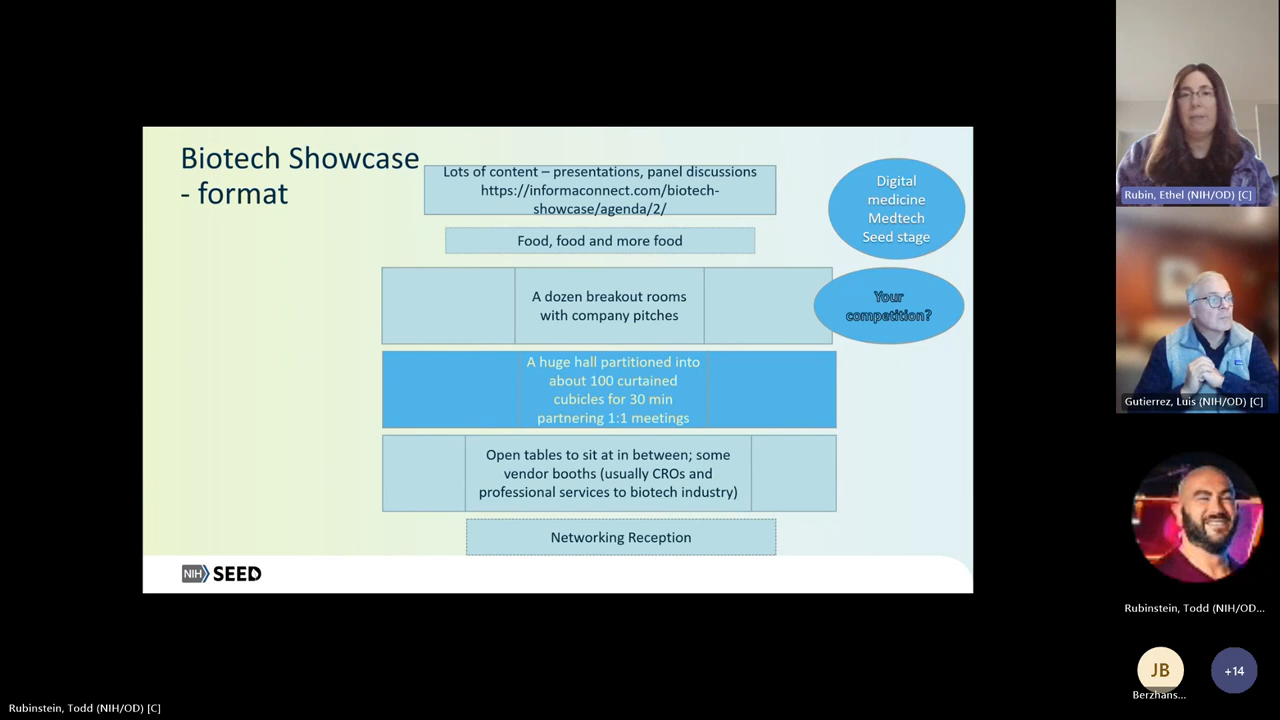 Biotech Showcase
- format
Lots of content – presentations, panel discussions
https://informaconnect.com/biotech-
showcase/agenda/2/
Food, food and more food
A dozen breakout rooms
with company pitches
A huge hall partitioned into
about 100 curtained
cubicles for 30 min
partnering 1:1 meetings
Open tables to sit at in between; some
vendor booths (usually CROs and
professional services to biotech industry)
Networking Reception
Digital
medicine
Medtech
Seed stage
Your
competition?
NIH SEED
Rubin, Ethel (NIH/OD) [C]
Gutierrez, Luis (NIH/OD) [C]
Rubinstein, Todd (NIH/OD...
JB
Berzhans...
+14
Rubinstein, Todd (NIH/OD) [C]